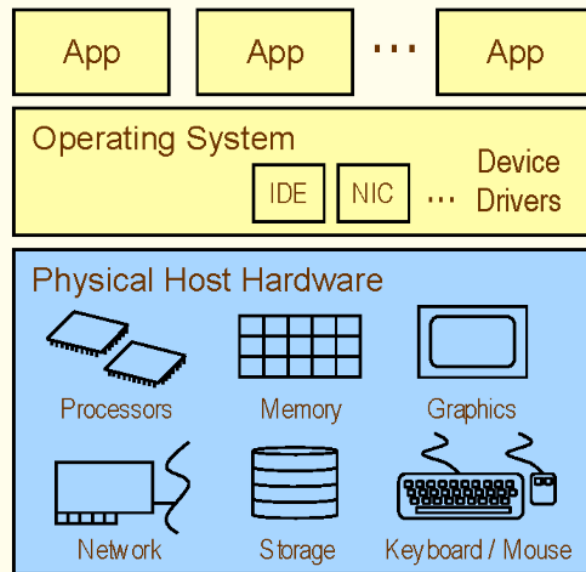 App App ... App
Operating System
IDE NIC ... Device
Drivers
Physical Host Hardware
Processors Memory Graphics
Network Storage Keyboard / Mouse